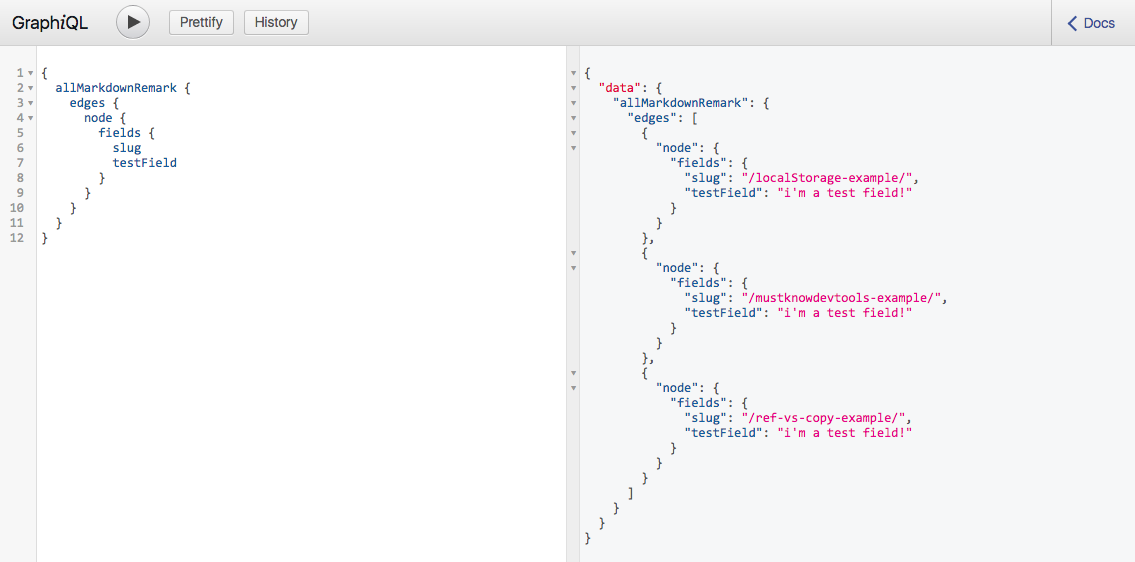 GraphiQL
Prettify
History
Docs
1 {
2   allMarkdownRemark {
3     edges {
4       node {
5         fields {
6           slug
7           testField
8         }
9       }
10     }
11   }
12 }
{
  "data": {
    "allMarkdownRemark": {
      "edges": [
        {
          "node": {
            "fields": {
              "slug": "/localStorage-example/",
              "testField": "i'm a test field!"
            }
          }
        },
        {
          "node": {
            "fields": {
              "slug": "/mustknowdevtools-example/",
              "testField": "i'm a test field!"
            }
          }
        },
        {
          "node": {
            "fields": {
              "slug": "/ref-vs-copy-example/",
              "testField": "i'm a test field!"
            }
          }
        }
      ]
    }
  }
}